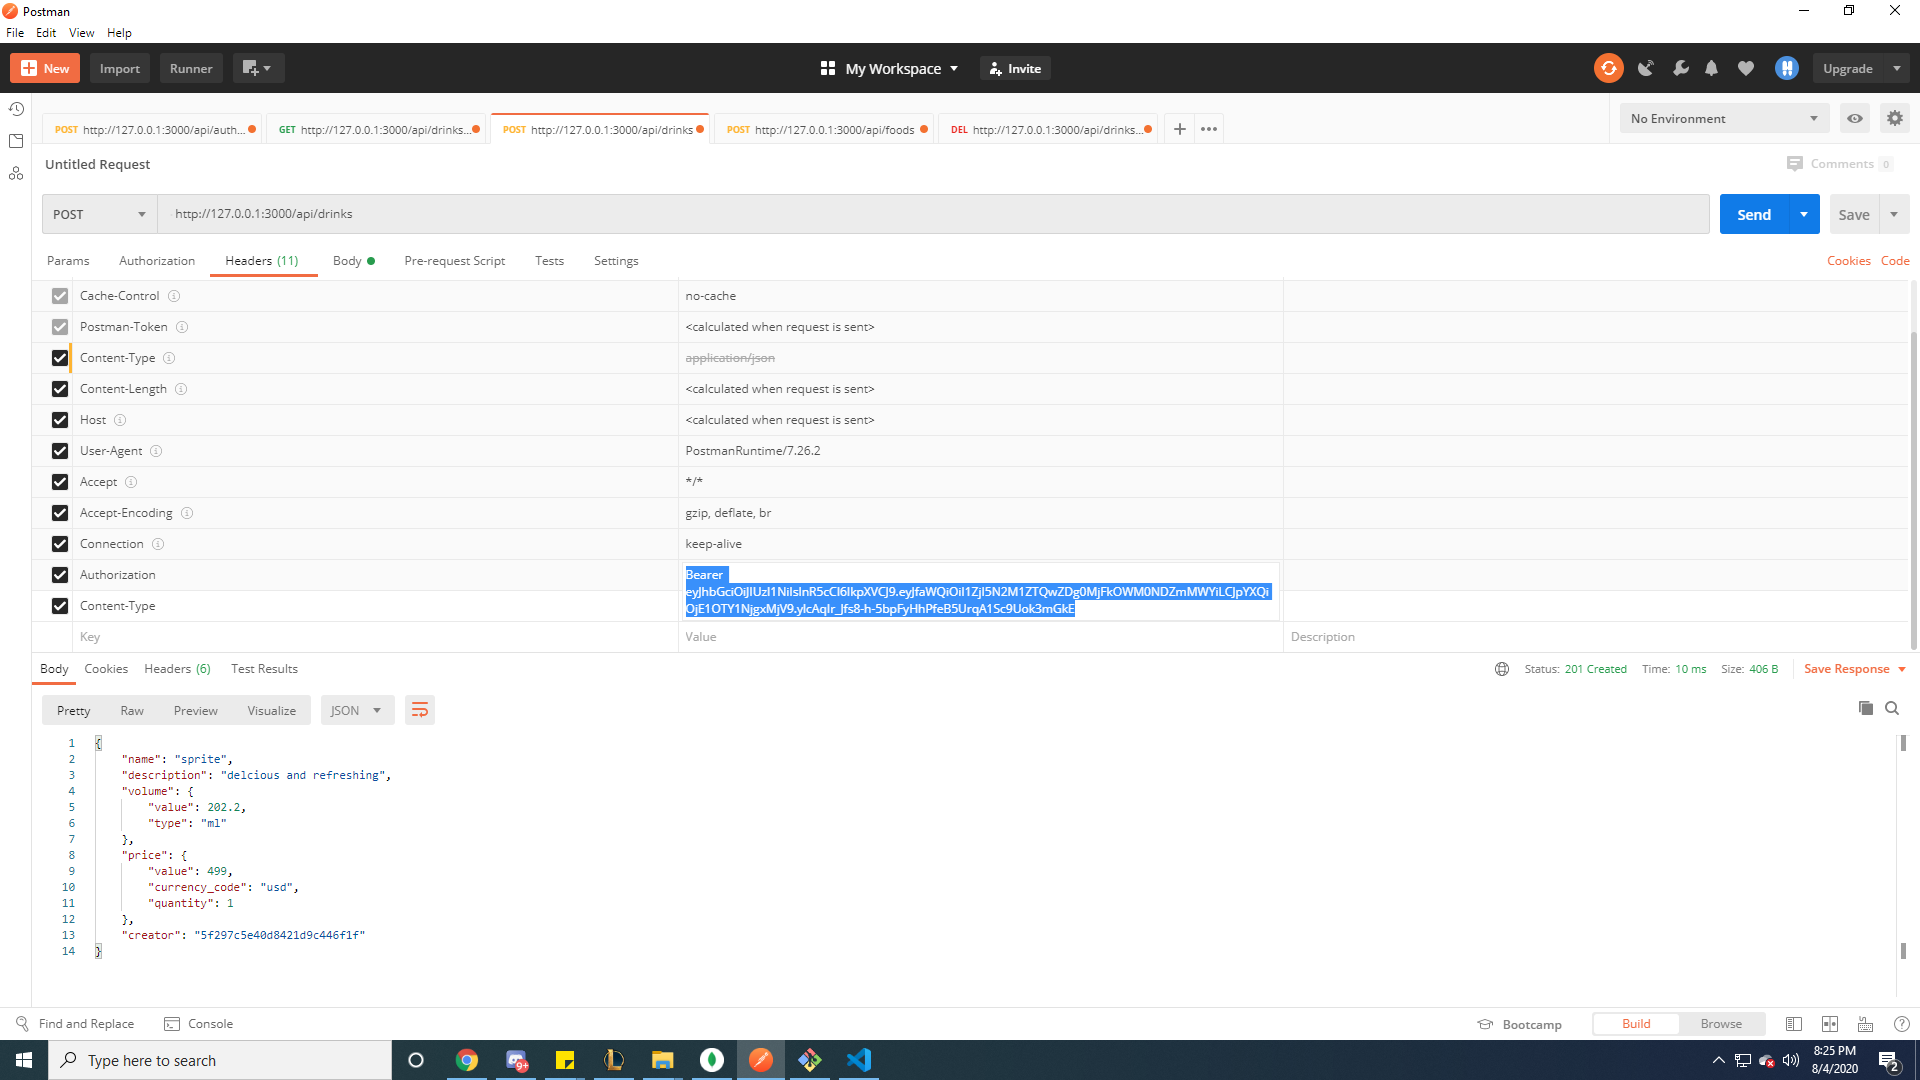 Postman
File Edit View Help
New Import Runner My Workspace Invite Upgrade
POST http://127.0.0.1:3000/api/auth... GET http://127.0.0.1:3000/api/drinks... POST http://127.0.0.1:3000/api/drinks POST http://127.0.0.1:3000/api/foods DEL http://127.0.0.1:3000/api/drinks... No Environment
Untitled Request Comments 0
POST http://127.0.0.1:3000/api/drinks Send Save
Params Authorization Headers (11) Body Pre-request Script Tests Settings Cookies Code
Cache-Control no-cache
Postman-Token <calculated when request is sent>
Content-Type application/json
Content-Length <calculated when request is sent>
Host <calculated when request is sent>
User-Agent PostmanRuntime/7.26.2
Accept */*
Accept-Encoding gzip, deflate, br
Connection keep-alive
Authorization Bearer
Content-Type
Key Value Description
Body Cookies Headers (6) Test Results Status: 201 Created Time: 10 ms Size: 406 B Save Response
Pretty Raw Preview Visualize JSON
1 {
2 "name": "sprite",
3 "description": "delcious and refreshing",
4 "volume": {
5 "value": 202.2,
6 "type": "ml"
7 },
8 "price": {
9 "value": 499,
10 "currency_code": "usd",
11 "quantity": 1
12 },
13 "creator": "5f297c5e40d8421d9c446f1f"
14 }
Find and Replace Console Bootcamp Build Browse
Type here to search 9+ 8:25 PM
8/4/2020 2